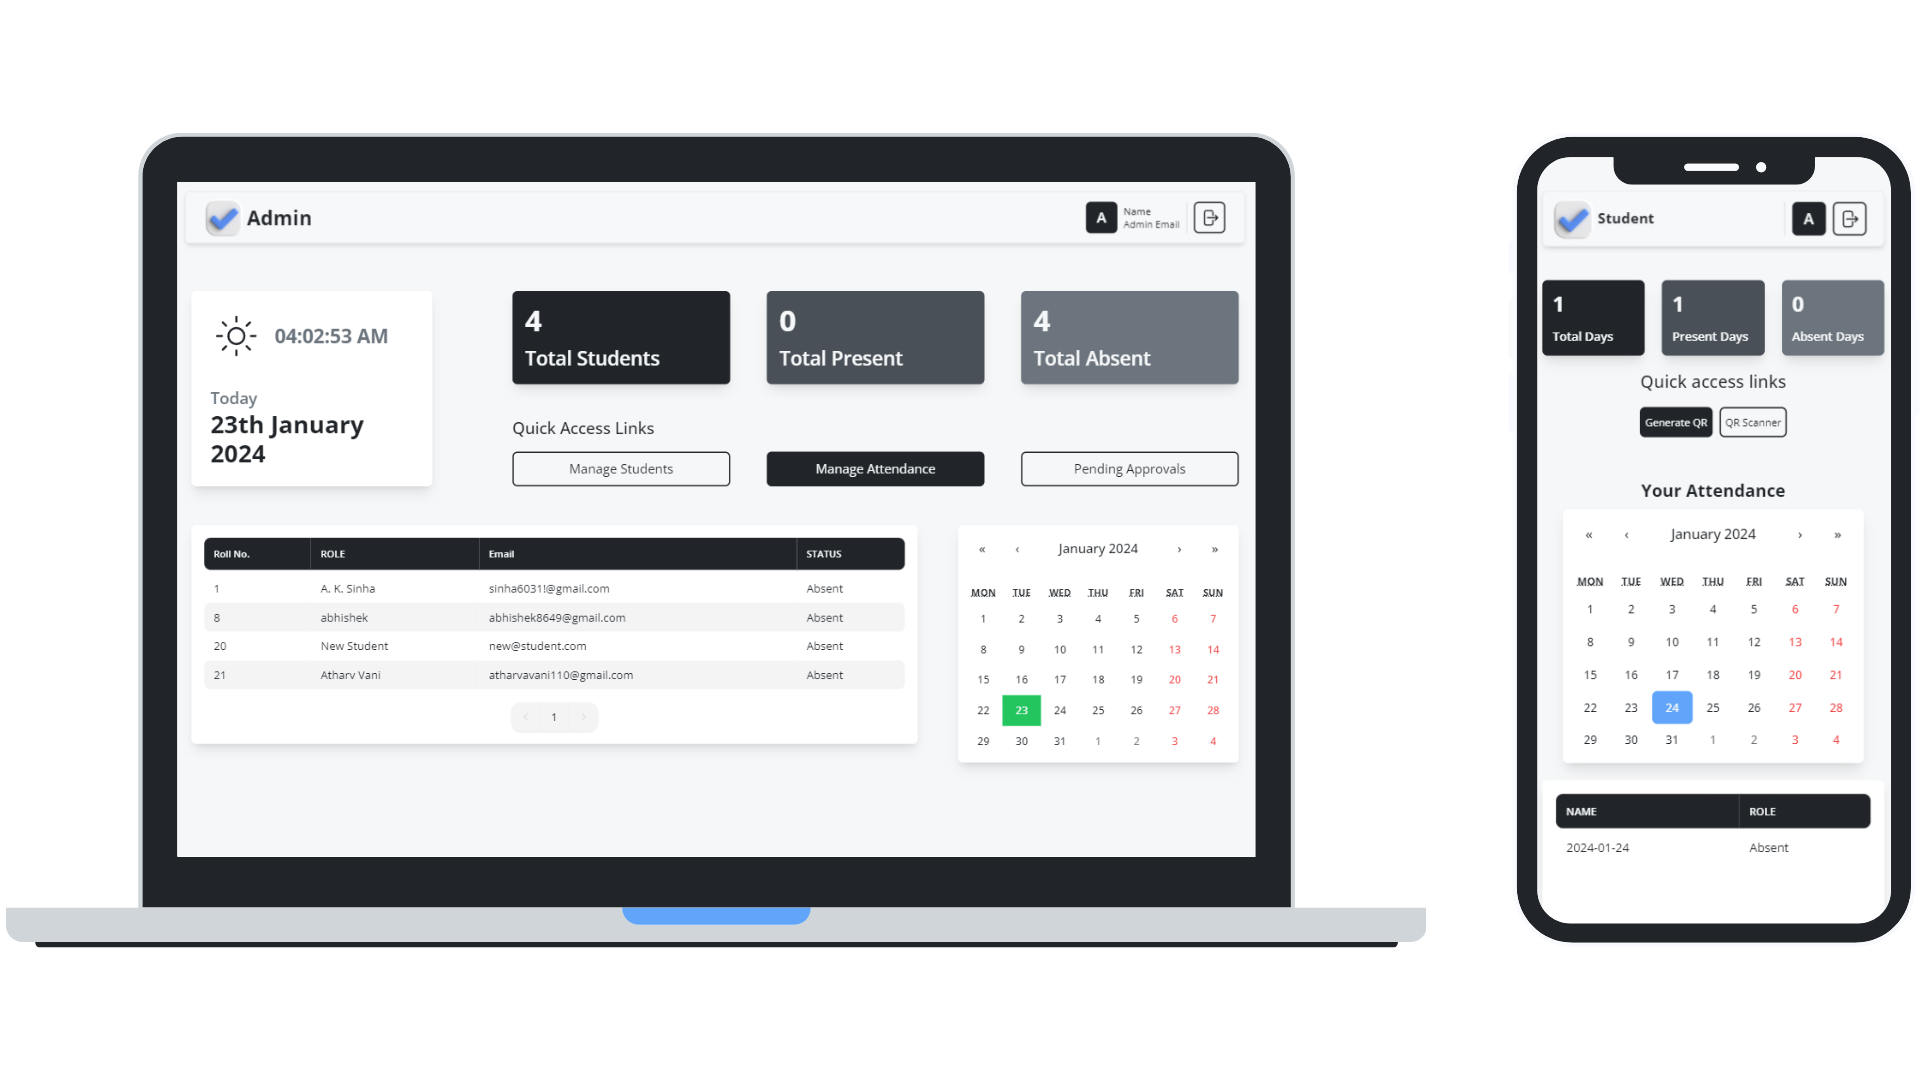 Admin
A
Name
Admin Email
04:02:53 AM
Today
23th January
2024
4
Total Students
0
Total Present
4
Total Absent
Quick Access Links
Manage Students
Manage Attendance
Pending Approvals
Roll No. ROLE Email STATUS
1 A. K. Sinha sinha6031!@gmail.com Absent
8 abhishek abhishek8649@gmail.com Absent
20 New Student new@student.com Absent
21 Atharv Vani atharvavani110@gmail.com Absent
‹ 1 ›
« ‹ January 2024 › »
MON TUE WED THU FRI SAT SUN
1 2 3 4 5 6 7
8 9 10 11 12 13 14
15 16 17 18 19 20 21
22 23 24 25 26 27 28
29 30 31 1 2 3 4
Student
A
1
Total Days
1
Present Days
0
Absent Days
Quick access links
Generate QR
QR Scanner
Your Attendance
« ‹ January 2024 › »
MON TUE WED THU FRI SAT SUN
1 2 3 4 5 6 7
8 9 10 11 12 13 14
15 16 17 18 19 20 21
22 23 24 25 26 27 28
29 30 31 1 2 3 4
NAME ROLE
2024-01-24 Absent